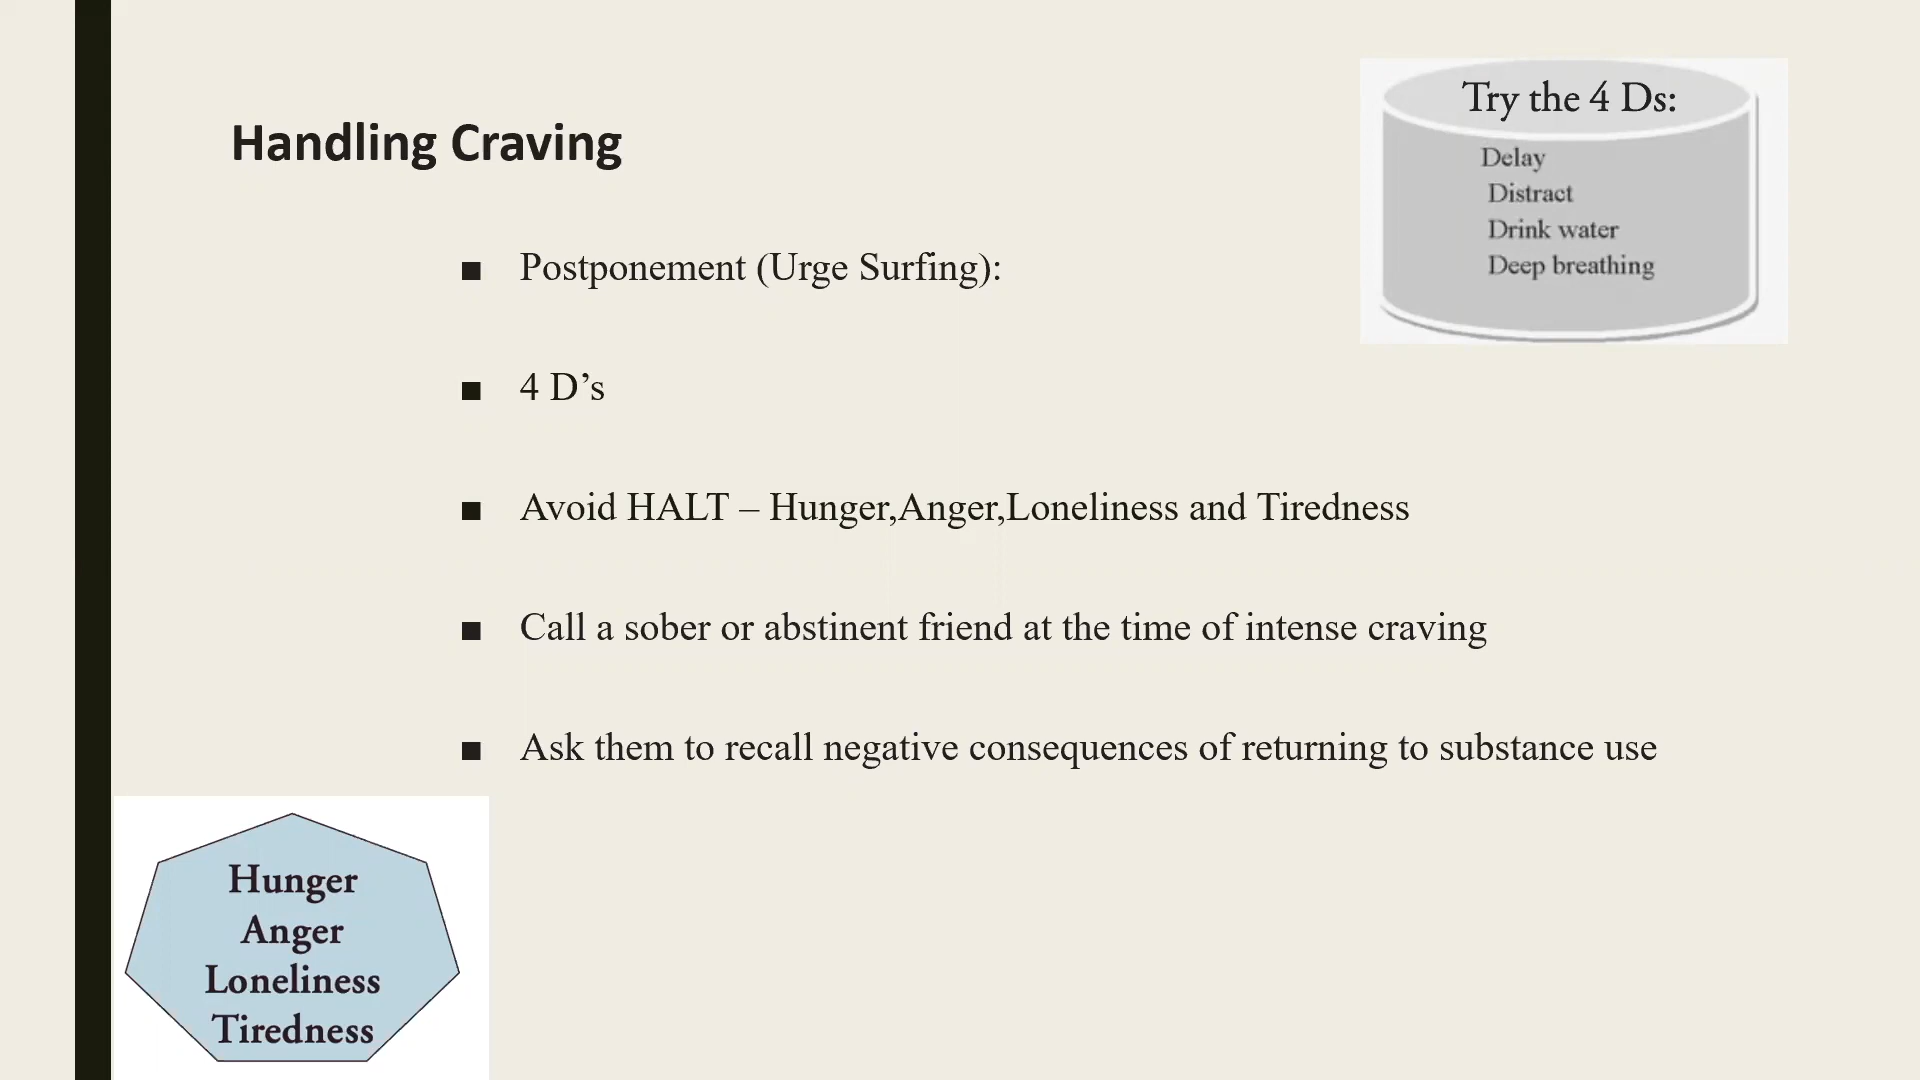 Try the 4 Ds:
Delay
Distract
Drink water
Deep breathing
Handling Craving
■ Postponement (Urge Surfing):
■ 4 D’s
■ Avoid HALT – Hunger,Anger,Loneliness and Tiredness
■ Call a sober or abstinent friend at the time of intense craving
■ Ask them to recall negative consequences of returning to substance use
Hunger
Anger
Loneliness
Tiredness